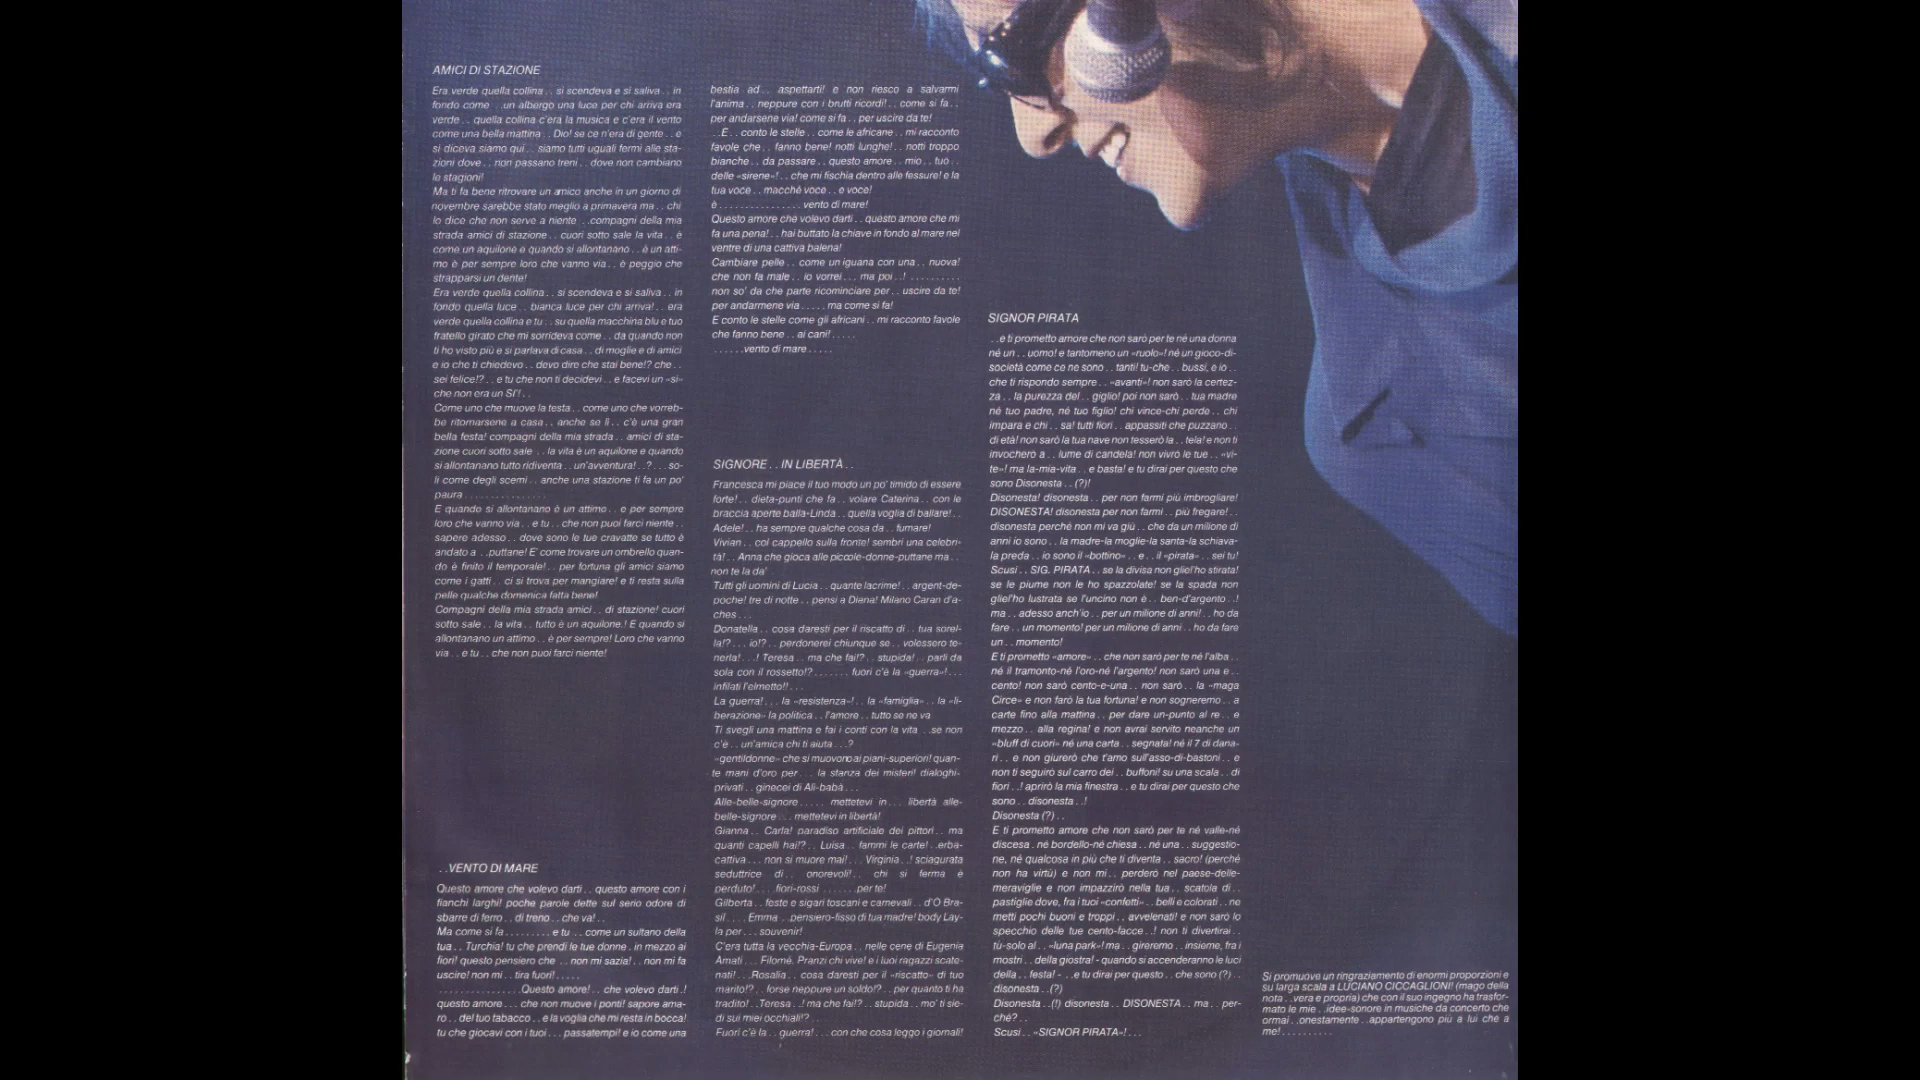 AMICI DI STAZIONE
Era verde quella collina . . si scendeva e si saliva . . in
fondo come . .un albergo una luce per chi arriva era
verde . . quella collina c'era la musica e c'era il vento
come una bella mattina . . Dio! se ce n'era di gente . . e
si diceva siamo qui . . siamo tutti uguali fermi alle sta-
zioni dove . . non passano treni . . dove non cambiano
le stagioni!
Ma ti fa bene ritrovare un amico anche in un giorno di
novembre sarebbe stato meglio a primavera ma . . chi
lo dice che non serve a niente . .compagni della mia
strada amici di stazione . . cuori sotto sale la vita . . è
come un aquilone e quando si allontanano . . è un atti-
mo è per sempre loro che vanno via . . è peggio che
strapparsi un dente!
Era verde quella collina . . si scendeva e si saliva . . in
fondo quella luce . . bianca luce per chi arriva! . . era
verde quella collina e tu . . su quella macchina blu e tuo
fratello girato che mi sorrideva come . . da quando non
ti ho visto più e si parlava di casa . . di moglie e di amici
e io che ti chiedevo . . devo dire che stai bene!? che . .
sei felice!? . . e tu che non ti decidevi . . e facevi un «si»
che non era un SI'! . .
Come uno che muove la testa . . come uno che vorreb-
be ritornarsene a casa . . anche se li . . c'è una gran
bella festa! compagni della mia strada . . amici di sta-
zione cuori sotto sale . . la vita è un aquilone e quando
si allontanano tutto ridiventa . . un'avventura! . .? . . . so-
li come degli scemi . . anche una stazione ti fa un po'
paura . . . . . . . . . . . . . . .
E quando si allontanano è un attimo . . e per sempre
loro che vanno via . . e tu . . che non puoi farci niente . .
sapere adesso . . dove sono le tue cravatte se tutto è
andato a . .puttane! E' come trovare un ombrello quan-
do è finito il temporale! . . per fortuna gli amici siamo
come i gatti . . ci si trova per mangiare! e ti resta sulla
pelle qualche domenica fatta bene!
Compagni della mia strada amici . . di stazione! cuori
sotto sale . . la vita . . tutto è un aquilone.! E quando si
allontanano un attimo . . è per sempre! Loro che vanno
via . . e tu . . che non puoi farci niente!
. .VENTO DI MARE
Questo amore che volevo darti . . questo amore con i
fianchi larghi! poche parole dette sul serio odore di
sbarre di ferro . . di treno . . che va! . .
Ma come si fa . . . . . . . . . e tu . . come un sultano della
tua . . Turchia! tu che prendi le tue donne . in mezzo ai
fiori! questo pensiero che . . non mi sazia! . . non mi fa
uscire! non mi . . tira fuori! . . . . .
. . . . . . . . . . . . . . . .Questo amore! . . che volevo darti .!
questo amore . . . che non muove i ponti! sapore ama-
ro . . del tuo tabacco . . e la voglia che mi resta in bocca!
tu che giocavi con i tuoi . . . passatempi! e io come una
bestia ad . . aspettarti! e non riesco a salvarmi
l'anima . . neppure con i brutti ricordi! . . come si fa . .
per andarsene via! come si fa . . per uscire da te!
. .E . . conto le stelle . . come le africane . . mi racconto
favole che . . fanno bene! notti lunghe! . . notti troppo
bianche . . da passare . . questo amore . . mio . . tuo . .
delle «sirene»! . . che mi fischia dentro alle fessure! e la
tua voce . . macchè voce . . e voce!
è . . . . . . . . . . . . . . . vento di mare!
Questo amore che volevo darti . . questo amore che mi
fa una pena! . . hai buttato la chiave in fondo al mare nel
ventre di una cattiva balena!
Cambiare pelle . . come un iguana con una . . nuova!
che non fa male . . io vorrei . . . ma poi . .! . . . . . . . . . .
non so' da che parte ricominciare per . . uscire da te!
per andarmene via . . . . . ma come si fa!
E conto le stelle come gli africani . . mi racconto favole
che fanno bene . . ai cani! . . . . .
. . . . . .vento di mare . . . . .
SIGNORE . . IN LIBERTÀ . .
Francesca mi piace il tuo modo un po' timido di essere
forte! . . dieta-punti che fa . . volare Caterina . . con le
braccia aperte balla-Linda . . quella voglia di ballare! . .
Adele! . . ha sempre qualche cosa da . . fumare!
Vivian . . col cappello sulla fronte! sembri una celebri-
tà! . . Anna che gioca alle piccole-donne-puttane ma . .
non te la da'
Tutti gli uomini di Lucia . . quante lacrime! . . argent-de-
poche! tre di notte . . pensi a Diana! Milano Caran d'a-
ches . . .
Donatella . . cosa daresti per il riscatto di . . tua sorel-
la!? . . . io!? . . perdonerei chiunque se . . volessero te-
nerla! . . .! Teresa . . ma che fai!? . . stupida! . . parli da
sola con il rossetto!? . . . . . . . fuori c'è la «guerra»! . . .
infilati l'elmetto!! . . .
La guerra! . . . la «resistenza»! . . la «famiglia» . . la «li-
berazione» la politica . . l'amore . . tutto se ne va
Ti svegli una mattina e fai i conti con la vita . . .se non
c'è . . un'amica chi ti aiuta . . .?
«gentildonne» che si muovono ai piani-superiori! quan-
te mani d'oro per . . . la stanza dei misteri! dialoghi-
privati . . ginecei di Alì-babà . . .
Alle-belle-signore . . . . . mettetevi in . . . libertà alle-
belle-signore . . . mettetevi in libertà!
Gianna . . Carla! paradiso artificiale dei pittori . . ma
quanti capelli hai!? . . Luisa . . fammi le carte! . .erba-
cattiva . . . non si muore mai! . . . Virginia . .! sciagurata
seduttrice di . . onorevoli! . . chi si ferma è
perduto! . . . .fiori-rossi . . . . . . .per te!
Gilberta . . feste e sigari toscani e carnevali . . d'O Bra-
sil . . . . Emma . .pensiero-fisso di tua madre! body Lay-
la per . . . souvenir!
C'era tutta la vecchia-Europa . . nelle cene di Eugenia
Amati . . . Filomé. Pranzi chi vive! e i tuoi ragazzi scate-
nati! . . .Rosalia . . cosa daresti per il «riscatto» di tuo
marito!? . . forse neppure un soldo!? . . per quanto ti ha
tradito! . .Teresa . .! ma che fai!? . . stupida . . mo' ti sie-
di sui miei occhiali!? . .
Fuori c'è la . . guerra! . . . con che cosa leggo i giornali!
SIGNOR PIRATA
. . e ti prometto amore che non sarò per te né una donna
né un . . uomo! e tantomeno un «ruolo»! né un gioco-di-
società come ce ne sono . . tanti! tu-che . . bussi, e io . .
che ti rispondo sempre . . «avanti»! non sarò la certez-
za . . la purezza del . . giglio! poi non sarò . . tua madre
né tuo padre, né tuo figlio! chi vince-chi perde . . chi
impara e chi . . sa! tutti fiori . . appassiti che puzzano . .
di età! non sarò la tua nave non tesserò la . . tela! e non ti
invocherò a . . lume di candela! non vivrò le tue . . «vi-
te»! ma la-mia-vita . . e basta! e tu dirai per questo che
sono Disonesta . . (?)!
Disonesta! disonesta . . per non farmi più imbrogliare!
DISONESTA! disonesta per non farmi . . più fregare! . .
disonesta perché non mi va giù . . che da un milione di
anni io sono . . la madre-la moglie-la santa-la schiava-
la preda . . io sono il «bottino» . . e . . il «pirata» . . sei tu!
Scusi . . SIG. PIRATA . . se la divisa non gliel'ho stirata!
se le piume non le ho spazzolate! se la spada non
gliel'ho lustrata se l'uncino non è . . ben-d'argento . .!
ma . . adesso anch'io . . per un milione di anni! . . ho da
fare . . un momento! per un milione di anni . . ho da fare
un . . momento!
E ti prometto «amore» . . che non sarò per te né l'alba . .
né il tramonto-né l'oro-né l'argento! non sarò una e . .
cento! non sarò cento-e-una . . non sarò . . la «maga
Circe» e non farò la tua fortuna! e non sogneremo . . a
carte fino alla mattina . . per dare un-punto al re . . e
mezzo . . alla regina! e non avrai servito neanche un
«bluff di cuori» né una carta . . segnata! né il 7 di dana-
ri . . e non giurerò che t'amo sull'asso-di-bastoni . . e
non ti seguirò sul carro dei . . buffoni! su una scala . . di
fiori . .! aprirò la mia finestra . . e tu dirai per questo che
sono . . disonesta . .!
Disonesta (?) . .
E ti prometto amore che non sarò per te né valle-né
discesa . né bordello-né chiesa . . né una . . suggestio-
ne, né qualcosa in più che ti diventa . . sacro! (perché
non ha virtù) e non mi . . perderò nel paese-delle-
meraviglie e non impazzirò nella tua . . scatola di . .
pastiglie dove, fra i tuoi «confetti» . . belli e colorati . . ne
metti pochi buoni e troppi . . avvelenati! e non sarò lo
specchio delle tue cento-facce . .! non ti divertirai . .
tù-solo al . . «luna park»! ma . . gireremo . . insieme, fra i
mostri . . della giostra! - quando si accenderanno le luci
della . . festa! - . .e tu dirai per questo . . che sono (?) . .
disonesta . .(?)
Disonesta . .(!) disonesta . . DISONESTA . . ma . . per-
ché? . .
Scusi . . «SIGNOR PIRATA»! . . .
Si promuove un ringraziamento di enormi proporzioni e
su larga scala a LUCIANO CICCAGLIONI! (mago della
nota . . vera e propria) che con il suo ingegno ha trasfor-
mato le mie . .idee-sonore in musiche da concerto che
ormai . .onestamente . .appartengono più a lui che a
me! . . . . . . . . . .